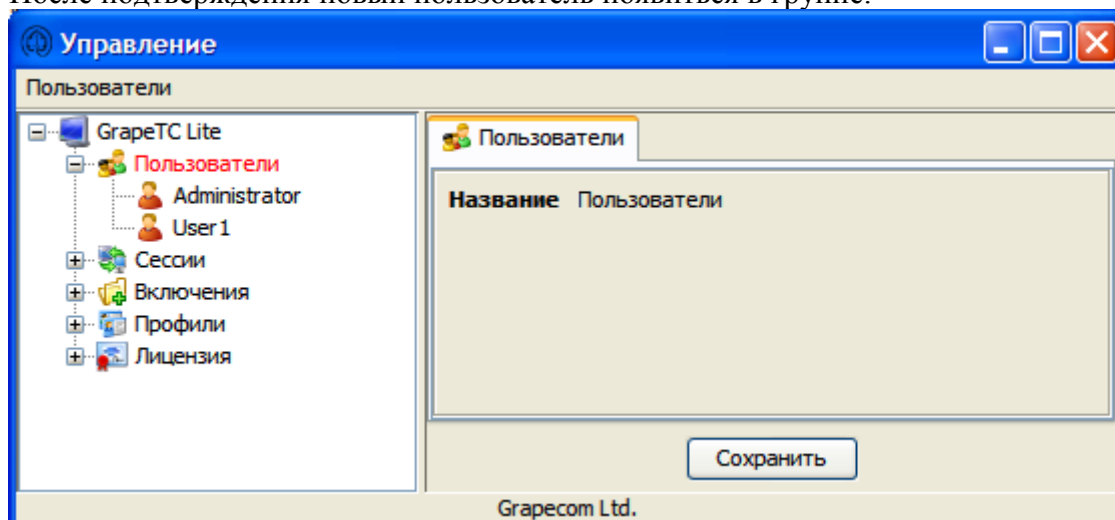 После подтверждения новый пользователь появиться в группе.
Управление
Пользователи
GrapeTC Lite
Пользователи
Administrator
User1
Сессии
Включения
Профили
Лицензия
Пользователи
Название Пользователи
Сохранить
Grapecom Ltd.